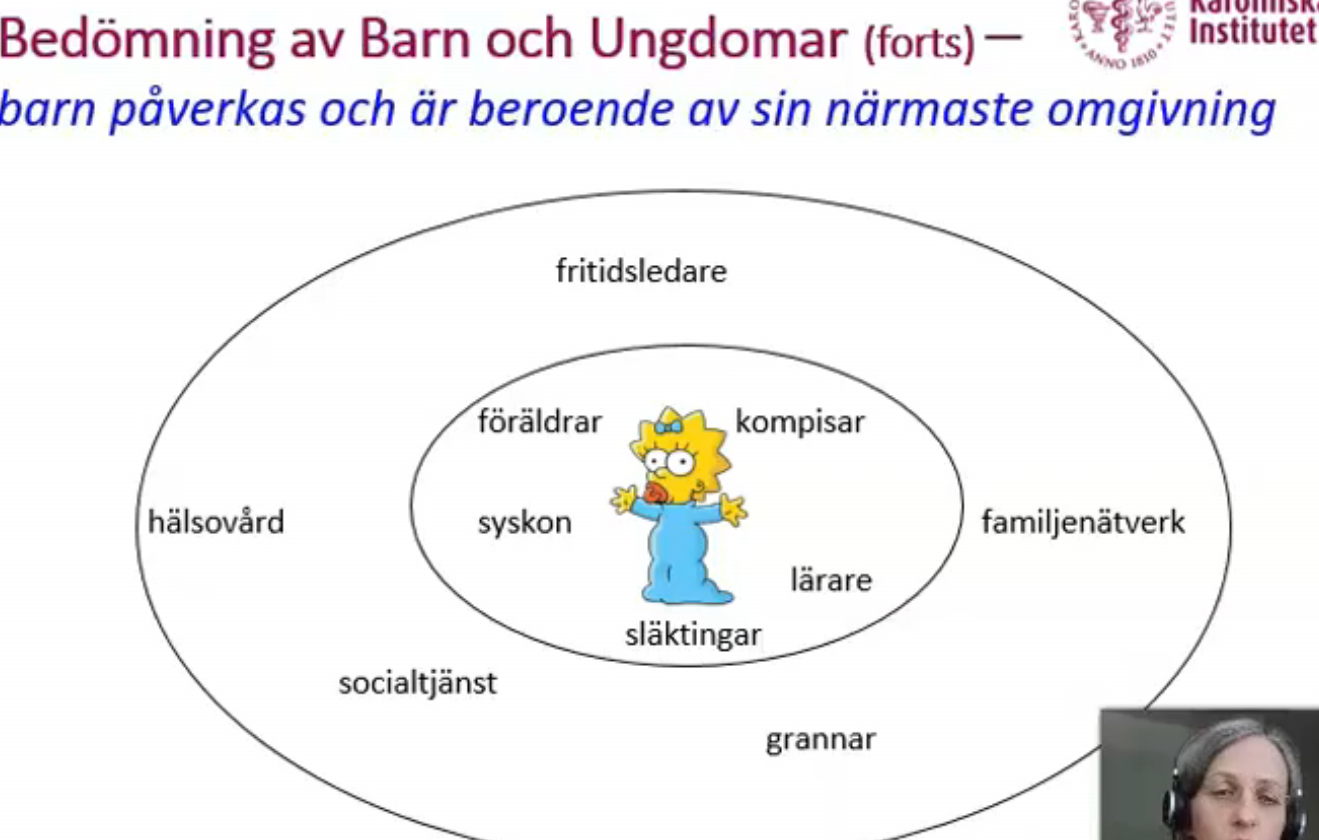 Bedömning av Barn och Ungdomar (forts) –
barn påverkas och är beroende av sin närmaste omgivning
Institutet
ANNO 1810
fritidsledare
föräldrar
kompisar
hälsovård
syskon
familjenätverk
lärare
släktingar
socialtjänst
grannar